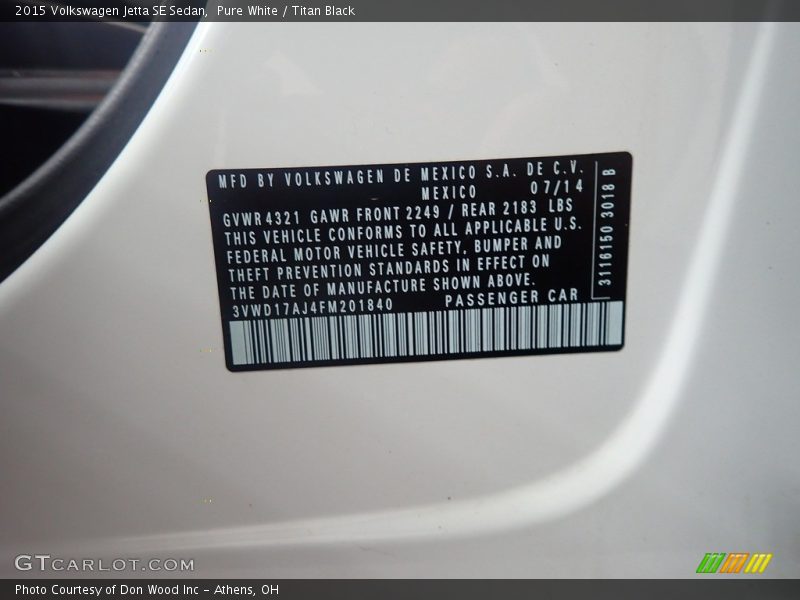 2015 Volkswagen Jetta SE Sedan,  Pure White / Titan Black
MFD BY VOLKSWAGEN DE MEXICO S.A. DE C.V.
MEXICO 07/14
GVWR 4321 GAWR FRONT 2249 / REAR 2183 LBS
THIS VEHICLE CONFORMS TO ALL APPLICABLE U.S.
FEDERAL MOTOR VEHICLE SAFETY, BUMPER AND
THEFT PREVENTION STANDARDS IN EFFECT ON
THE DATE OF MANUFACTURE SHOWN ABOVE.
3VWD17AJ4FM201840 PASSENGER CAR
3116150 3018 B
GTCARLOT.COM
Photo Courtesy of Don Wood Inc - Athens, OH